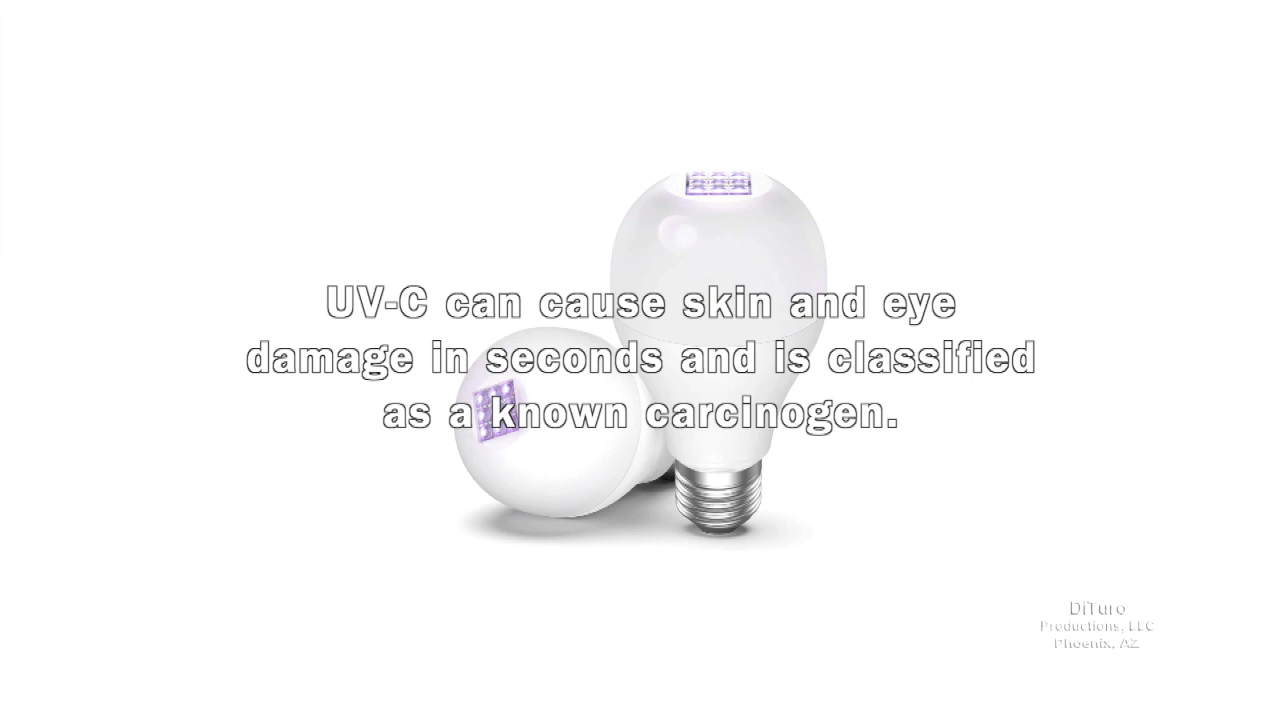 UV-C can cause skin and eye
damage in seconds and is classified
as a known carcinogen.
DiTuro
Productions, LLC
Phoenix, AZ